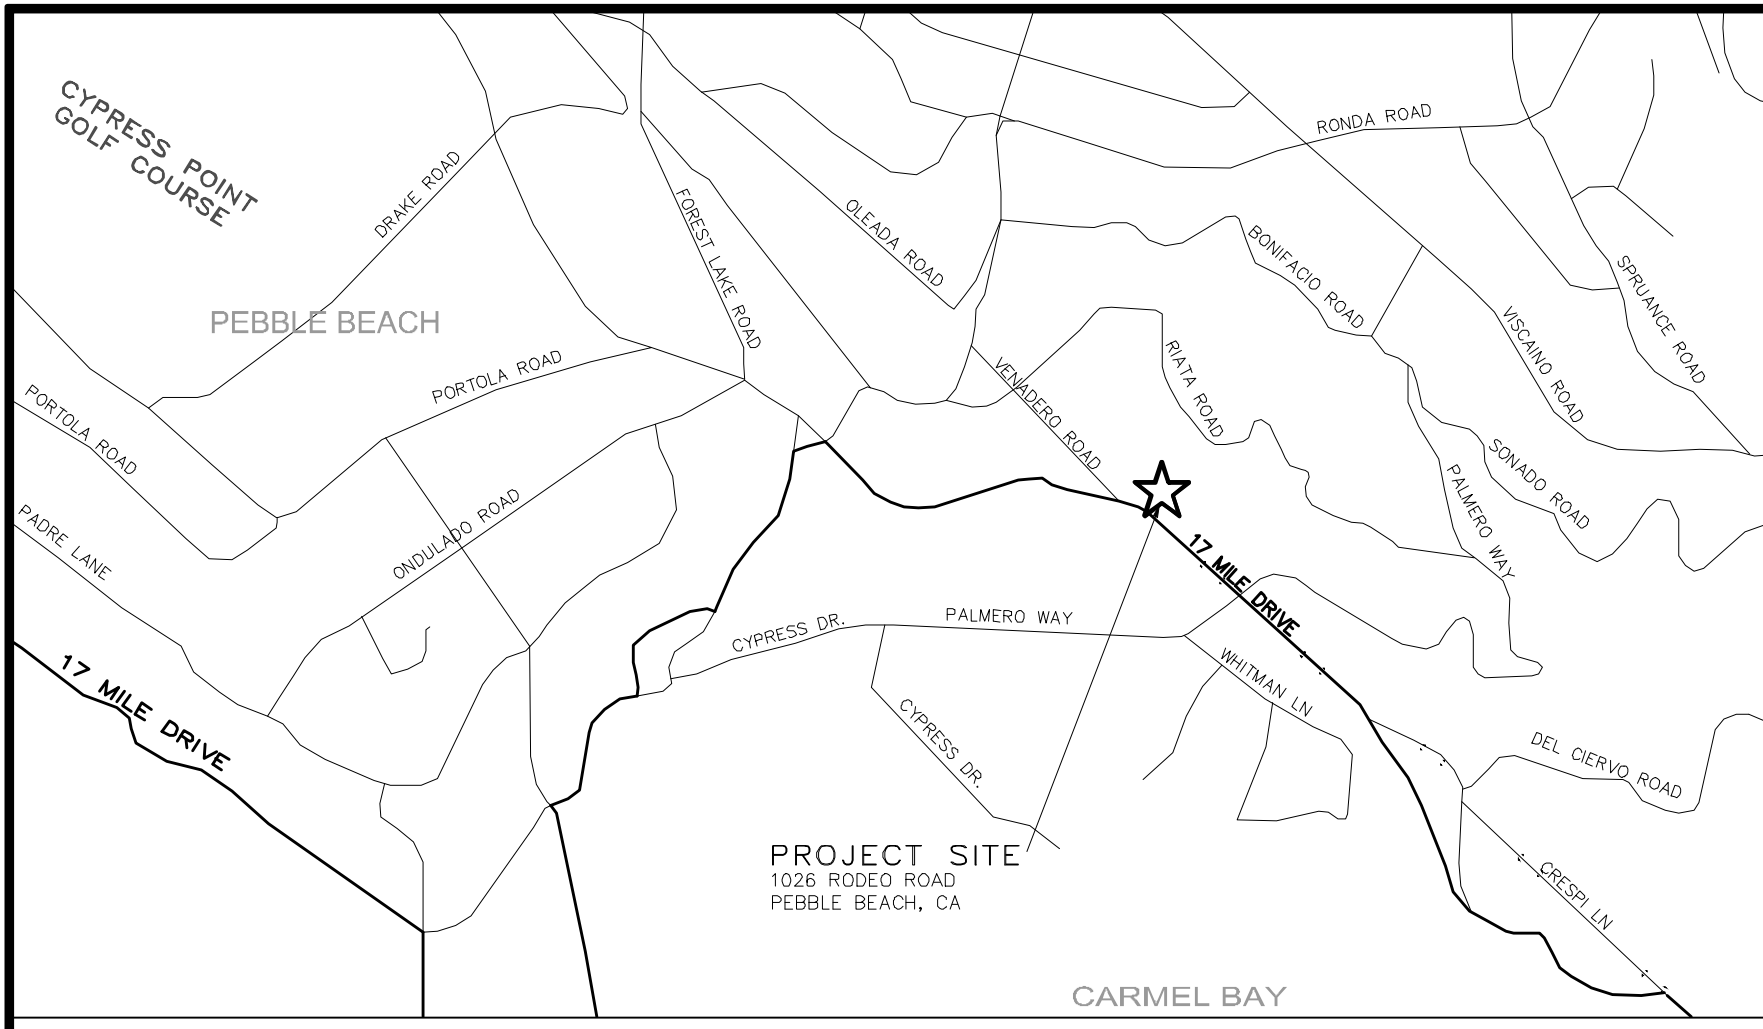 CYPRESS POINT
GOLF COURSE
DRAKE ROAD
RONDA ROAD
FOREST LAKE ROAD
OLEADA ROAD
BONIFACIO ROAD
SPRUANCE ROAD
PEBBLE BEACH
VISCAINO ROAD
RIATA ROAD
VENADERO ROAD
PORTOLA ROAD
PORTOLA ROAD
SONADO ROAD
PALMERO WAY
PADRE LANE
ONDULADO ROAD
17 MILE DRIVE
CYPRESS DR.
PALMERO WAY
WHITMAN LN
17 MILE DRIVE
CYPRESS DR.
DEL CIERVO ROAD
PROJECT SITE
1026 RODEO ROAD
PEBBLE BEACH, CA
CRESPI LN
CARMEL BAY